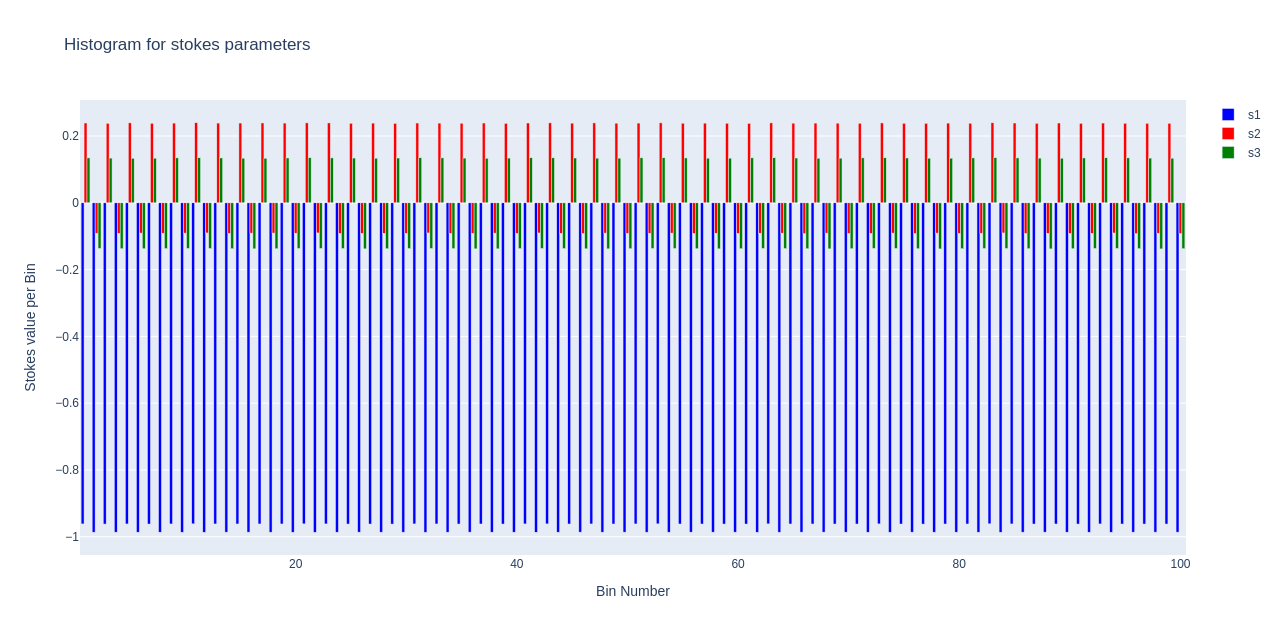 Histogram for stokes parameters
s1
s2
s3
0.2
0
−0.2
−0.4
−0.6
−0.8
−1
Stokes value per Bin
20
40
60
80
100
Bin Number